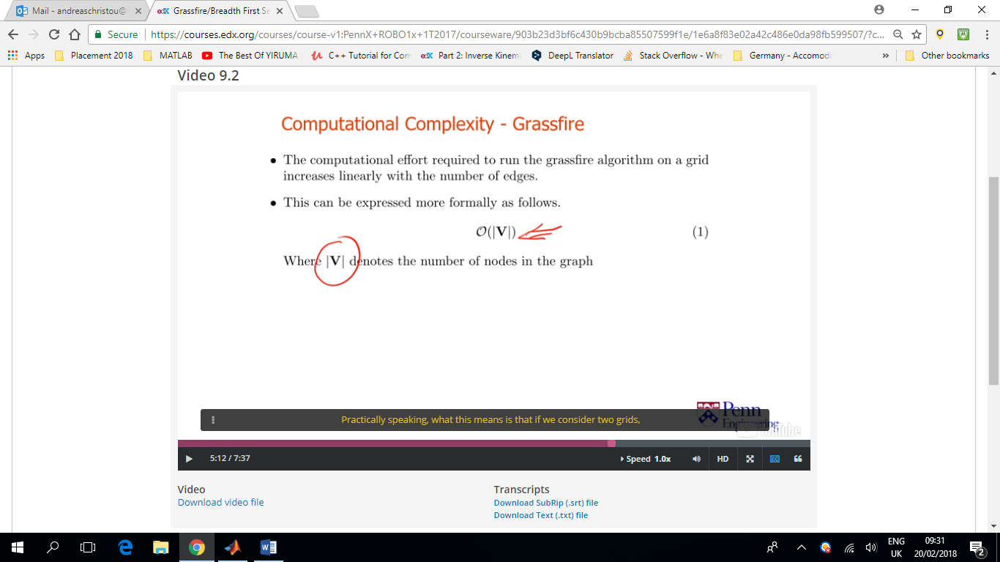 Mail - andreaschristou@
edX Grassfire/Breadth First Se
Secure
https://courses.edx.org/courses/course-v1:PennX+ROBO1x+1T2017/courseware/903b23d3bf6c430b9bcba85507599f1e/1e6a8f83e02a42c486e0da98fb599507/?c...
Apps Placement 2018 MATLAB The Best Of YIRUMA C++ Tutorial for Com edX Part 2: Inverse Kinema DeepL Translator Stack Overflow - Whe Germany - Accomoda » Other bookmarks
Video 9.2
Computational Complexity - Grassfire
• The computational effort required to run the grassfire algorithm on a grid
increases linearly with the number of edges.
• This can be expressed more formally as follows.
O(|V|) (1)
Where |V| denotes the number of nodes in the graph
Penn
Engineering
YouTube
Practically speaking, what this means is that if we consider two grids,
5:12 / 7:37 Speed 1.0x HD CC
Video
Download video file
Transcripts
Download SubRip (.srt) file
Download Text (.txt) file
ENG
UK
09:31
20/02/2018
2